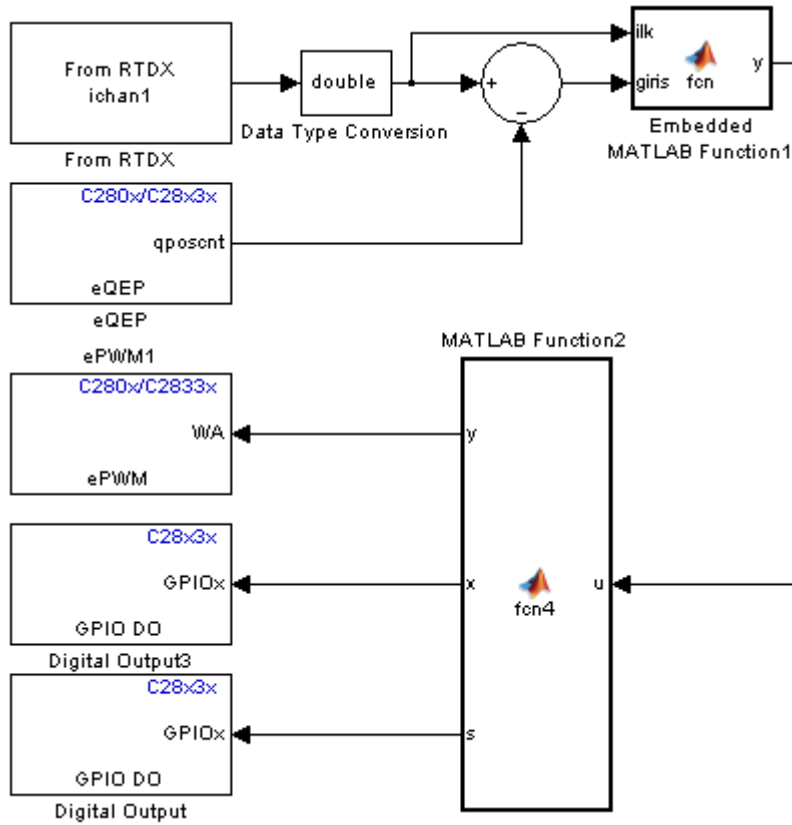 From RTDX
ichan1
From RTDX
double
Data Type Conversion
+
−
ilk
giris
fcn
y
Embedded
MATLAB Function1
C280x/C28x3x
qposcnt
eQEP
eQEP
ePWM1
C280x/C2833x
WA
ePWM
C28x3x
GPIOx
GPIO DO
Digital Output3
C28x3x
GPIOx
GPIO DO
Digital Output
MATLAB Function2
y
x
s
fcn4
u